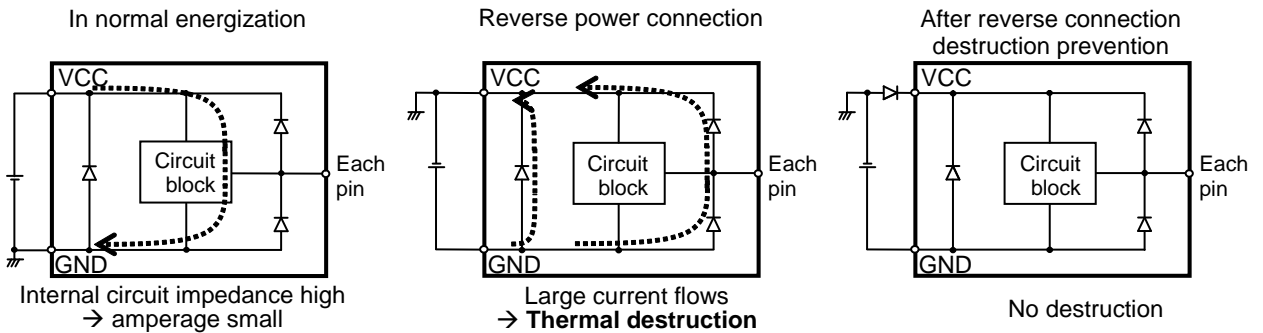 In normal energization
VCC
Circuit
block
Each
pin
GND
Internal circuit impedance high
→ amperage small
Reverse power connection
VCC
Circuit
block
Each
pin
GND
Large current flows
→ Thermal destruction
After reverse connection
destruction prevention
VCC
Circuit
block
Each
pin
GND
No destruction